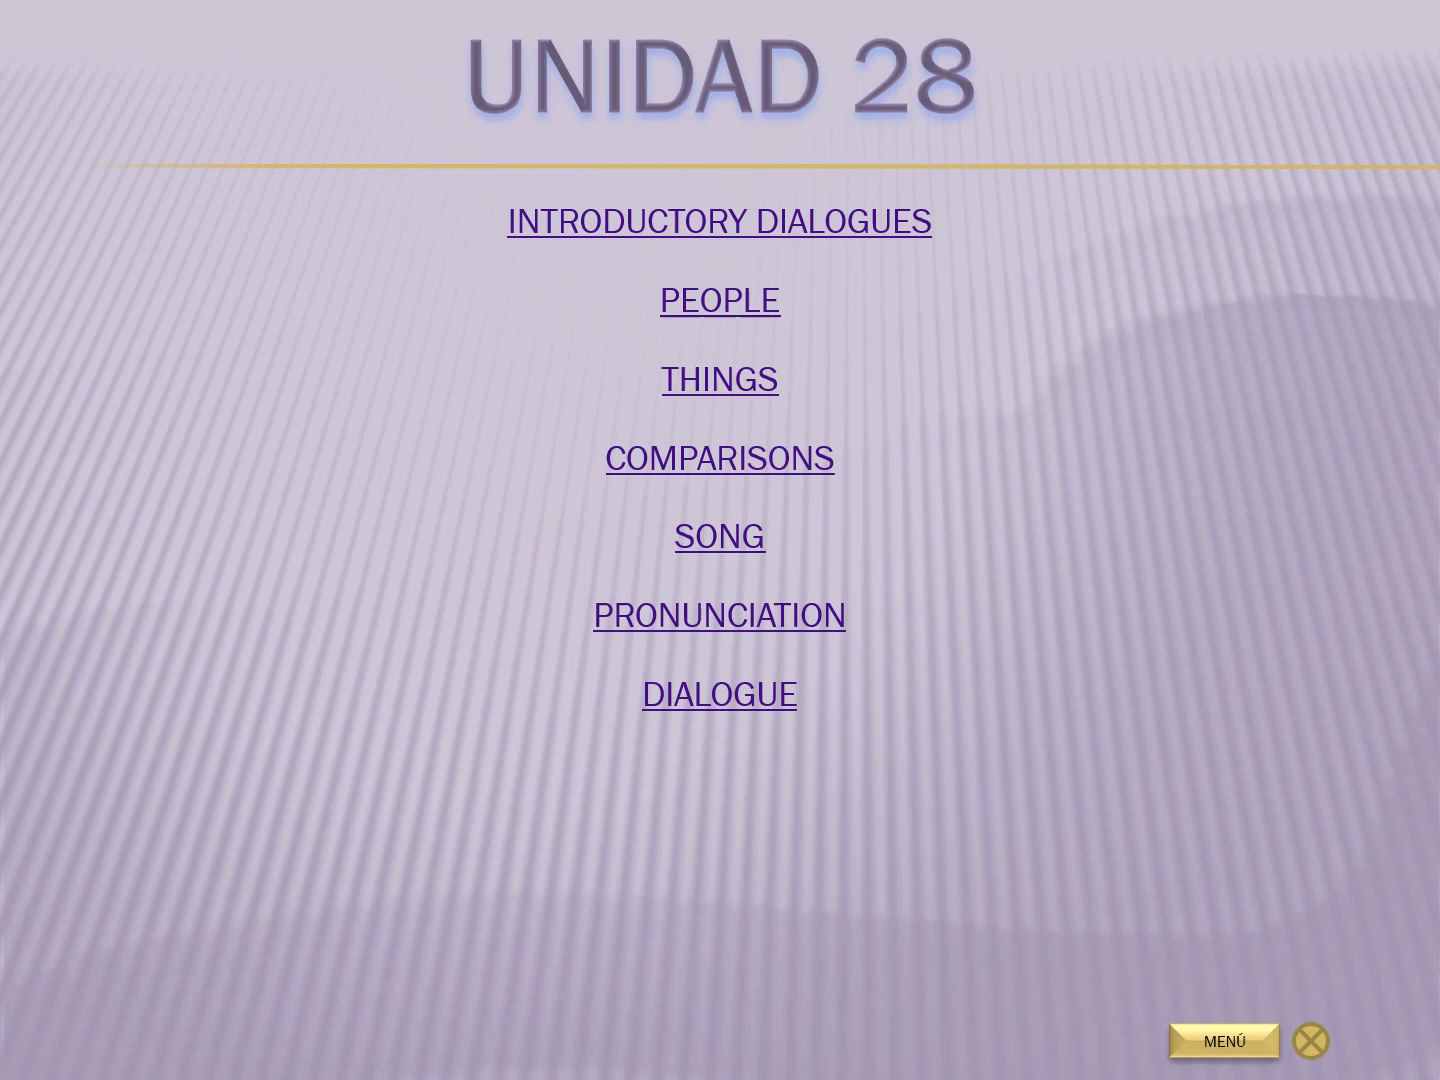 UNIDAD 28
INTRODUCTORY DIALOGUES
PEOPLE
THINGS
COMPARISONS
SONG
PRONUNCIATION
DIALOGUE
MENÚ